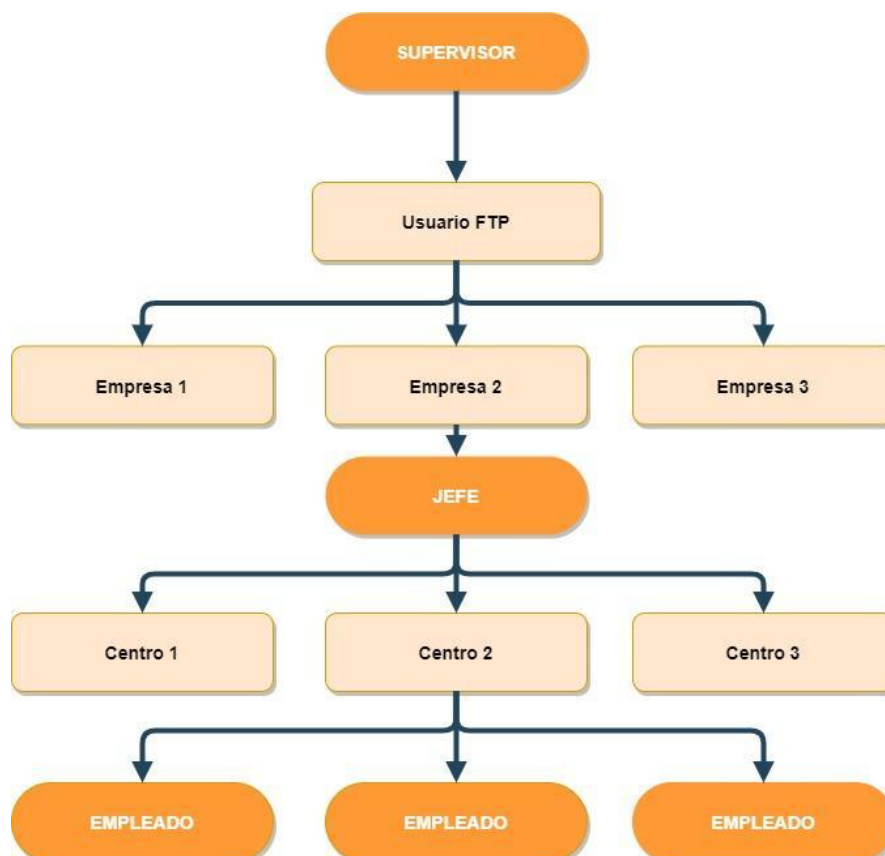 SUPERVISOR
Usuario FTP
Empresa 1
Empresa 2
Empresa 3
JEFE
Centro 1
Centro 2
Centro 3
EMPLEADO
EMPLEADO
EMPLEADO